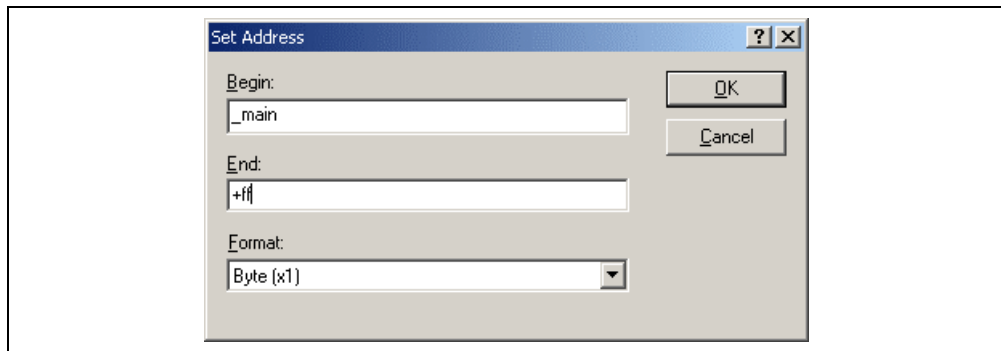 Set Address
Begin:
OK
_main
Cancel
End:
+ff
Format:
Byte (x1)